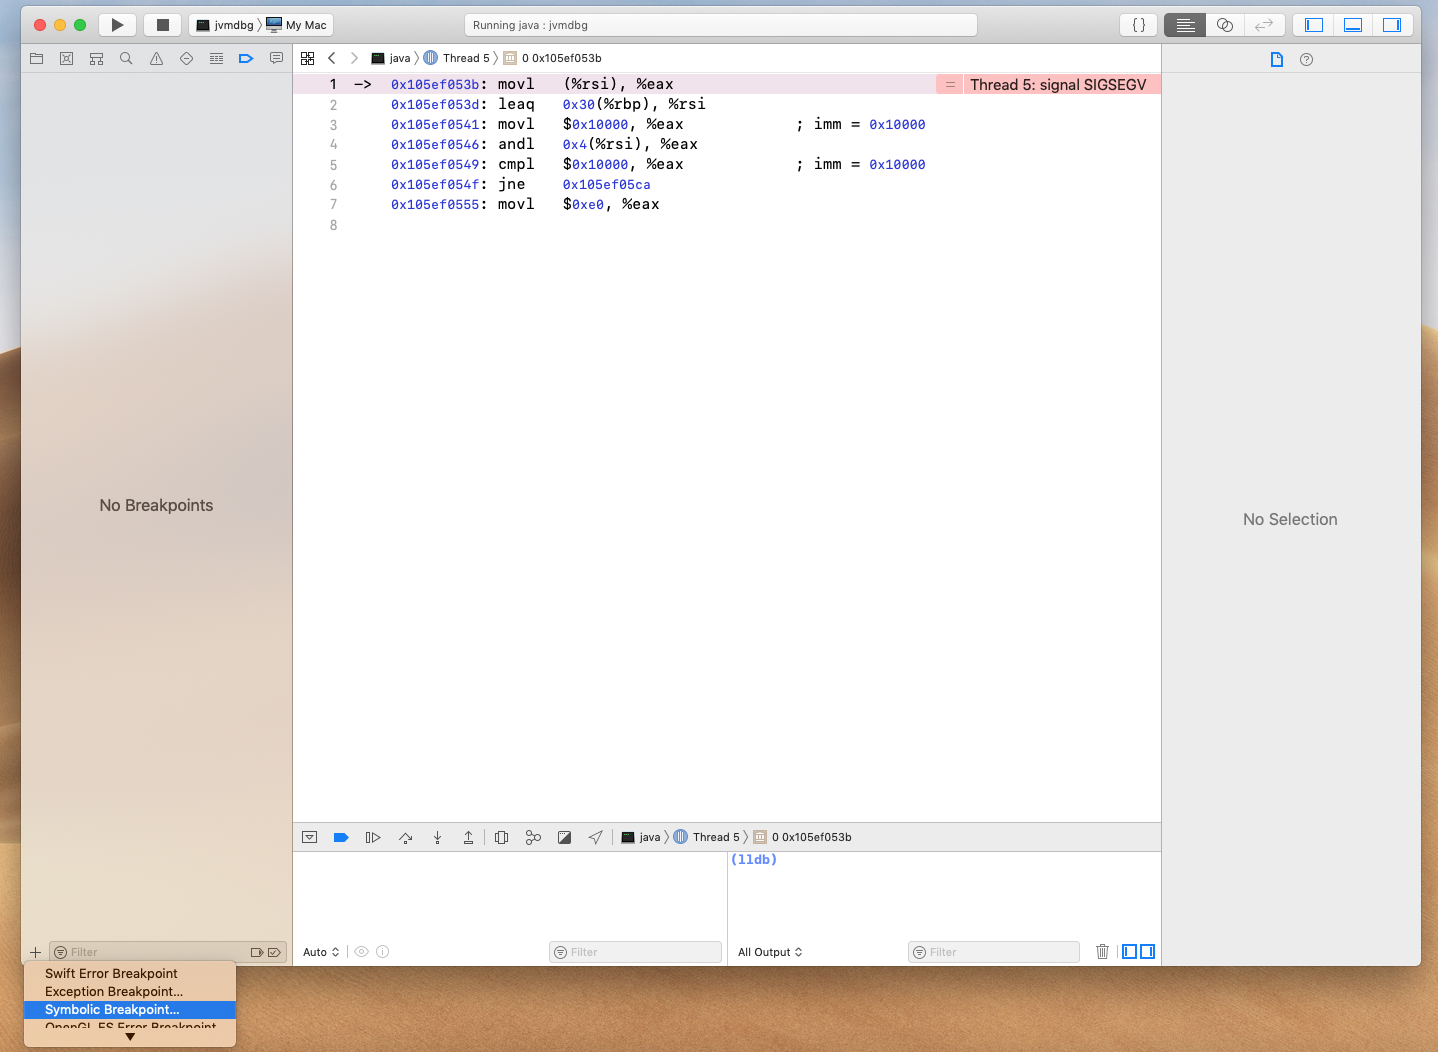 jvmdbg My Mac
Running java : jvmdbg
{ }
java Thread 5 0 0x105ef053b
1 -> 0x105ef053b: movl (%rsi), %eax
= Thread 5: signal SIGSEGV
2 0x105ef053d: leaq 0x30(%rbp), %rsi
3 0x105ef0541: movl $0x10000, %eax ; imm = 0x10000
4 0x105ef0546: andl 0x4(%rsi), %eax
5 0x105ef0549: cmpl $0x10000, %eax ; imm = 0x10000
6 0x105ef054f: jne 0x105ef05ca
7 0x105ef0555: movl $0xe0, %eax
8
No Breakpoints
No Selection
java Thread 5 0 0x105ef053b
(lldb)
Filter
Auto
Filter
All Output
Filter
Swift Error Breakpoint
Exception Breakpoint...
Symbolic Breakpoint...
OpenGL ES Error Breakpoint